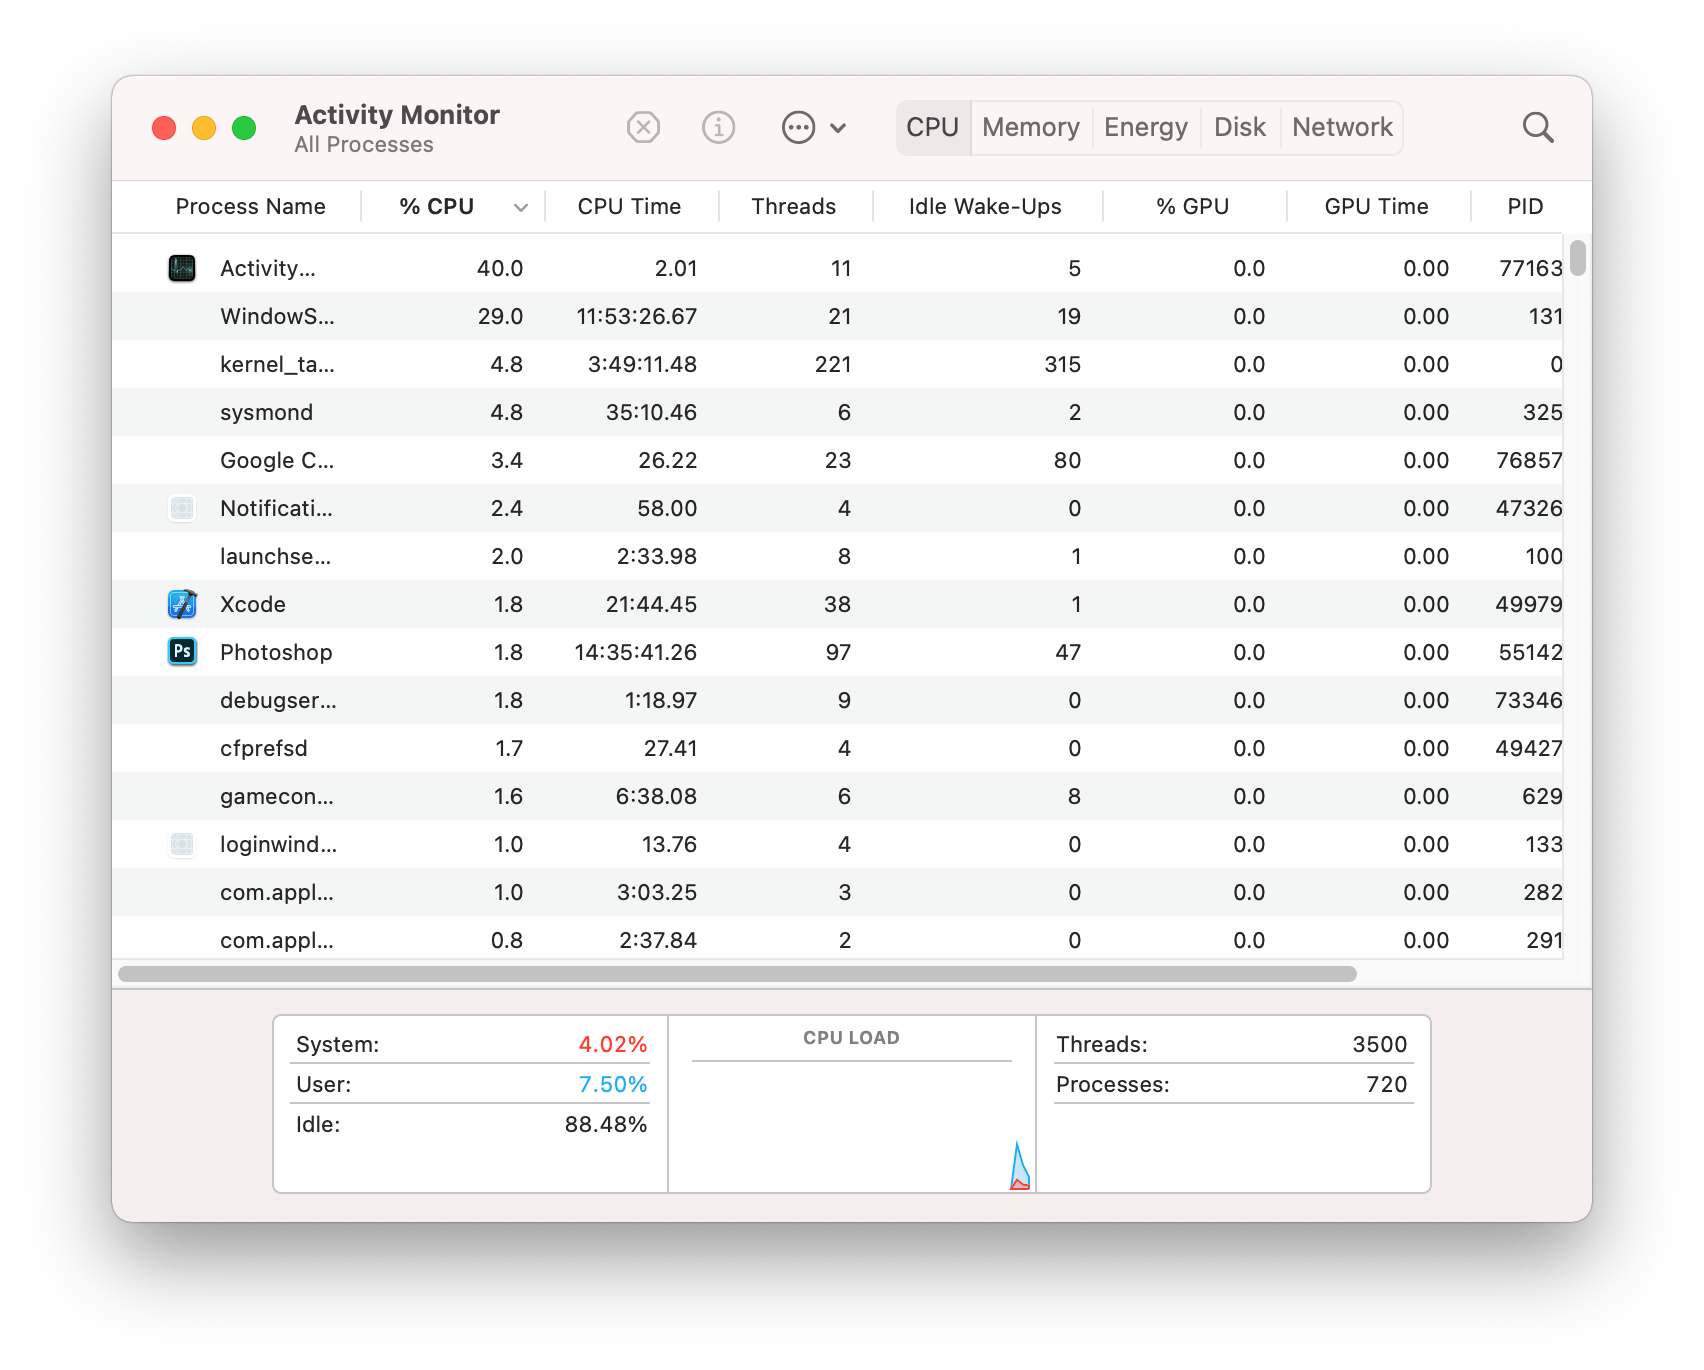 Activity Monitor
All Processes
CPU Memory Energy Disk Network
Process Name % CPU CPU Time Threads Idle Wake-Ups % GPU GPU Time PID
Activity... 40.0 2.01 11 5 0.0 0.00 77163
WindowS... 29.0 11:53:26.67 21 19 0.0 0.00 131
kernel_ta... 4.8 3:49:11.48 221 315 0.0 0.00 0
sysmond 4.8 35:10.46 6 2 0.0 0.00 325
Google C... 3.4 26.22 23 80 0.0 0.00 76857
Notificati... 2.4 58.00 4 0 0.0 0.00 47326
launchse... 2.0 2:33.98 8 1 0.0 0.00 100
Xcode 1.8 21:44.45 38 1 0.0 0.00 49979
Ps Photoshop 1.8 14:35:41.26 97 47 0.0 0.00 55142
debugser... 1.8 1:18.97 9 0 0.0 0.00 73346
cfprefsd 1.7 27.41 4 0 0.0 0.00 49427
gamecon... 1.6 6:38.08 6 8 0.0 0.00 629
loginwind... 1.0 13.76 4 0 0.0 0.00 133
com.appl... 1.0 3:03.25 3 0 0.0 0.00 282
com.appl... 0.8 2:37.84 2 0 0.0 0.00 291
System: 4.02%
User: 7.50%
Idle: 88.48%
CPU LOAD
Threads: 3500
Processes: 720